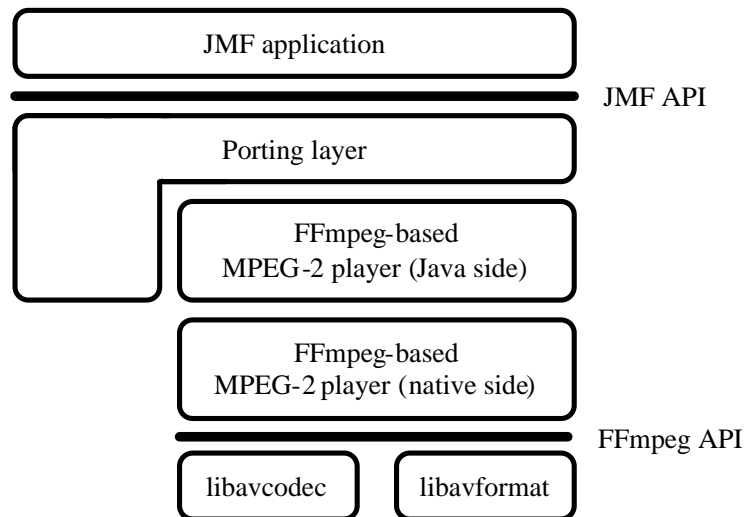 JMF application
JMF API
Porting layer
FFmpeg-based
MPEG-2 player (Java side)
FFmpeg-based
MPEG-2 player (native side)
FFmpeg API
libavcodec
libavformat